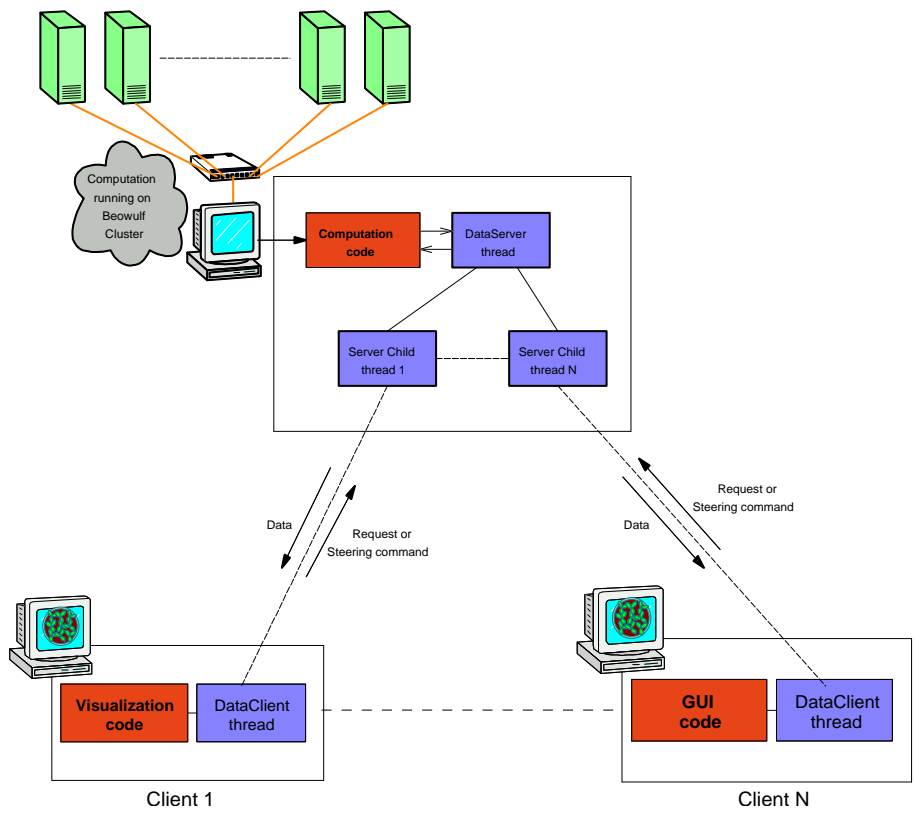 Computation
running on
Beowulf
Cluster
Computation
code
DataServer
thread
Server Child
thread 1
Server Child
thread N
Data
Request or
Steering command
Request or
Steering command
Data
Visualization
code
DataClient
thread
GUI
code
DataClient
thread
Client 1
Client N